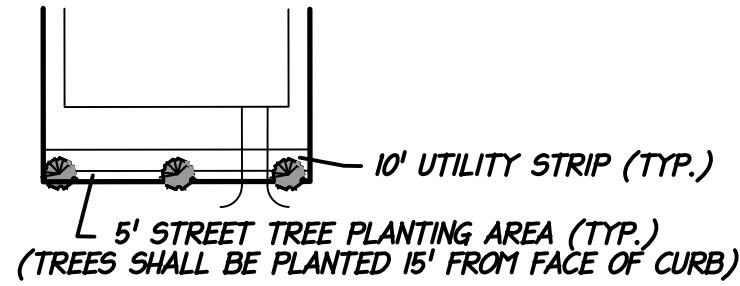 10' UTILITY STRIP (TYP.)
5' STREET TREE PLANTING AREA (TYP.)
(TREES SHALL BE PLANTED 15' FROM FACE OF CURB)